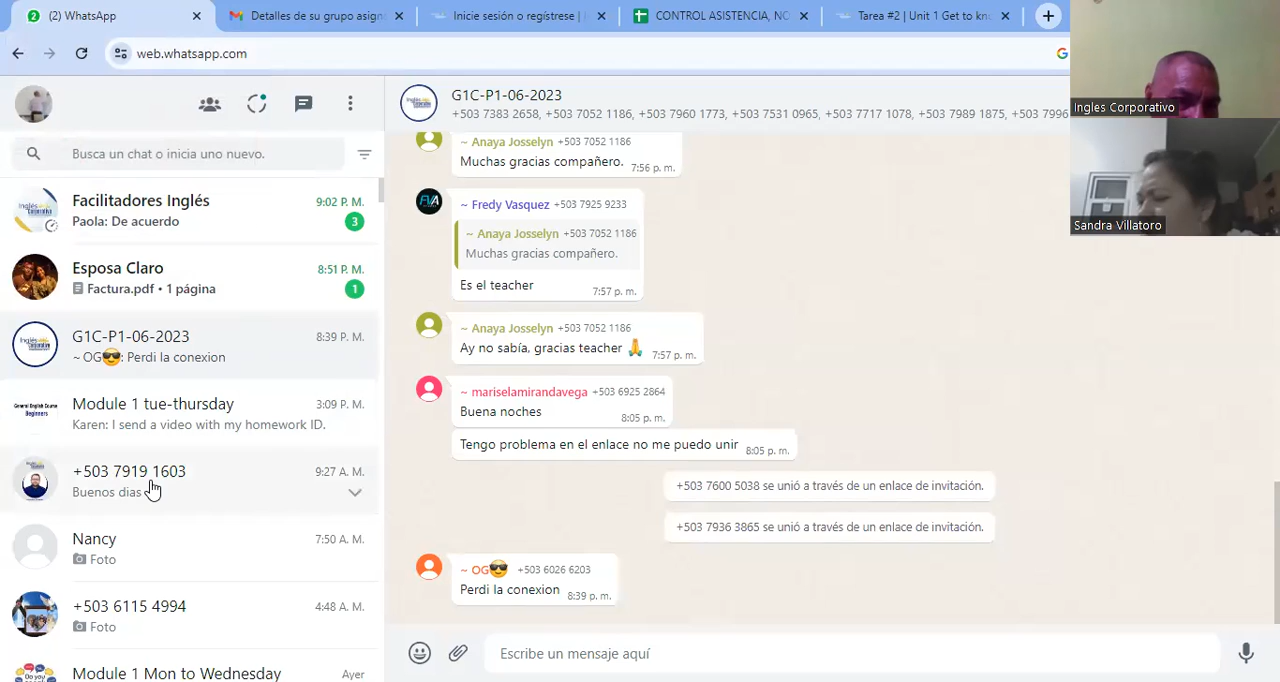 (2) WhatsApp
Detalles de su grupo asign
Inicie sesión o regístrese |
CONTROL ASISTENCIA, NO
Tarea #2 | Unit 1 Get to kn
web.whatsapp.com
Busca un chat o inicia uno nuevo.
Facilitadores Inglés
9:02 P. M.
Paola: De acuerdo
3
Esposa Claro
8:51 P. M.
Factura.pdf • 1 página
1
G1C-P1-06-2023
8:39 P. M.
~ OG😎: Perdi la conexion
Module 1 tue-thursday
3:09 P. M.
Karen: I send a video with my homework ID.
+503 7919 1603
9:27 A. M.
Buenos dias
Nancy
7:50 A. M.
Foto
+503 6115 4994
4:48 A. M.
Foto
Module 1 Mon to Wednesday
Ayer
G1C-P1-06-2023
+503 7383 2658, +503 7052 1186, +503 7960 1773, +503 7531 0965, +503 7717 1078, +503 7989 1875, +503 7996
~ Anaya Josselyn +503 7052 1186
Muchas gracias compañero.
7:56 p. m.
~ Fredy Vasquez +503 7925 9233
~ Anaya Josselyn +503 7052 1186
Muchas gracias compañero.
Es el teacher
7:57 p. m.
~ Anaya Josselyn +503 7052 1186
Ay no sabía, gracias teacher 🙏
7:57 p. m.
~ mariselamirandavega +503 6925 2864
Buena noches
8:05 p. m.
Tengo problema en el enlace no me puedo unir
8:05 p. m.
+503 7600 5038 se unió a través de un enlace de invitación.
+503 7936 3865 se unió a través de un enlace de invitación.
~ OG😎 +503 6026 6203
Perdi la conexion
8:39 p. m.
Escribe un mensaje aquí
Ingles Corporativo
Sandra Villatoro